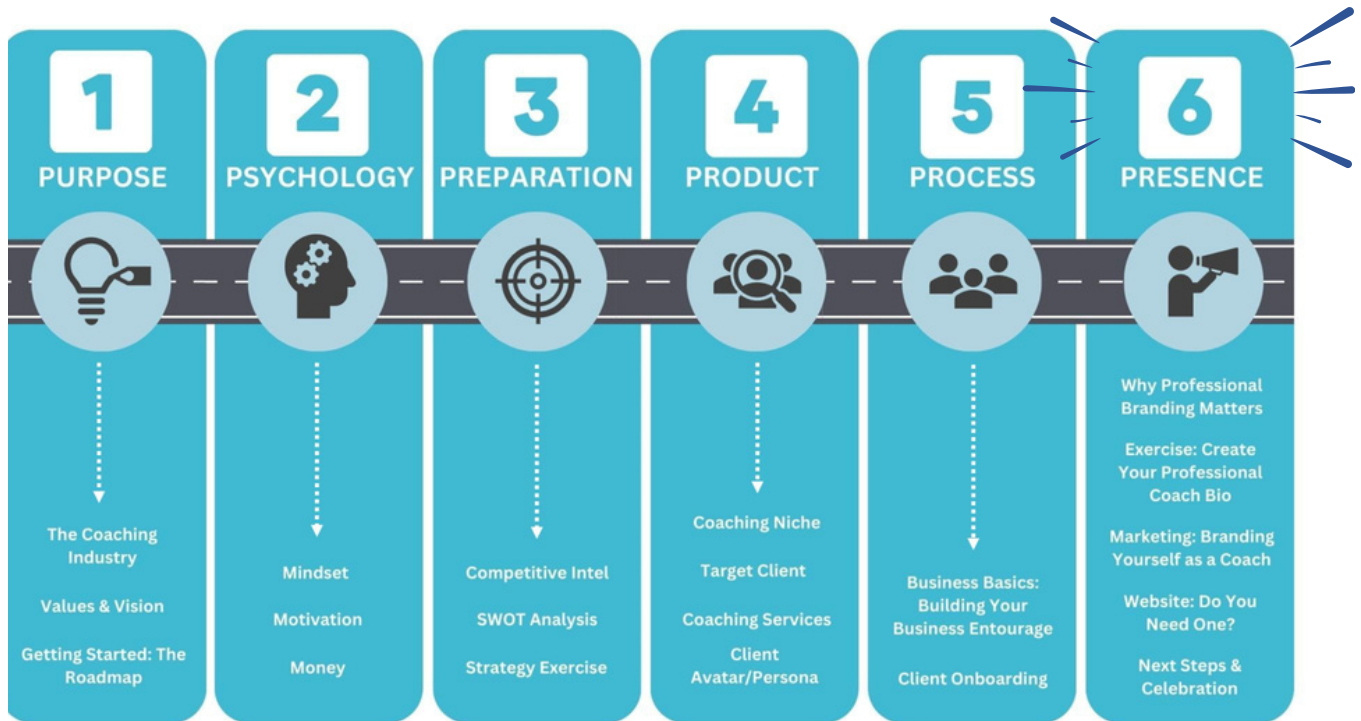 1
PURPOSE
The Coaching
Industry
Values & Vision
Getting Started: The
Roadmap
2
PSYCHOLOGY
Mindset
Motivation
Money
3
PREPARATION
Competitive Intel
SWOT Analysis
Strategy Exercise
4
PRODUCT
Coaching Niche
Target Client
Coaching Services
Client
Avatar/Persona
5
PROCESS
Business Basics:
Building Your
Business Entourage
Client Onboarding
6
PRESENCE
Why Professional
Branding Matters
Exercise: Create
Your Professional
Coach Bio
Marketing: Branding
Yourself as a Coach
Website: Do You
Need One?
Next Steps &
Celebration